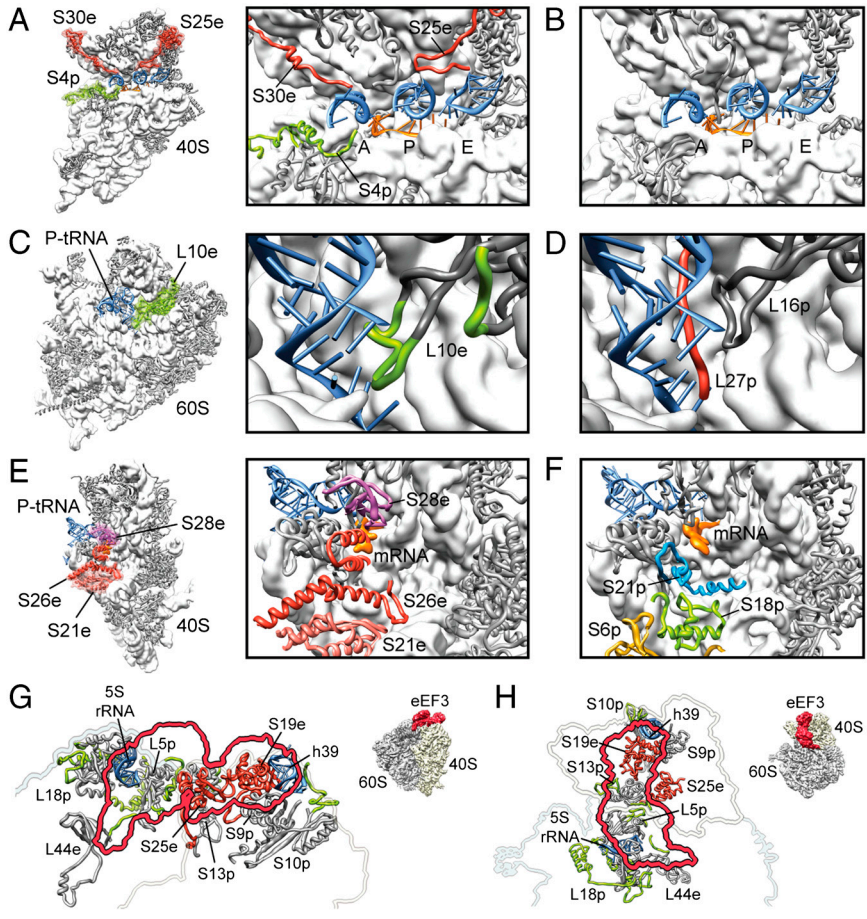 A
S30e
S25e
S4p
40S
S25e
S30e
A
P
E
S4p
B
A
P
E
C
P-tRNA
L10e
60S
L10e
D
L16p
L27p
E
P-tRNA
S28e
S26e
S21e
40S
S28e
mRNA
S26e
S21e
F
mRNA
S21p
S18p
S6p
G
5S
rRNA
L5p
S19e
h39
L18p
L44e
S25e
S13p
S9p
S10p
eEF3
60S
40S
H
S10p
h39
S19e
S9p
S13p
S25e
L5p
5S
rRNA
L18p
L44e
eEF3
40S
60S